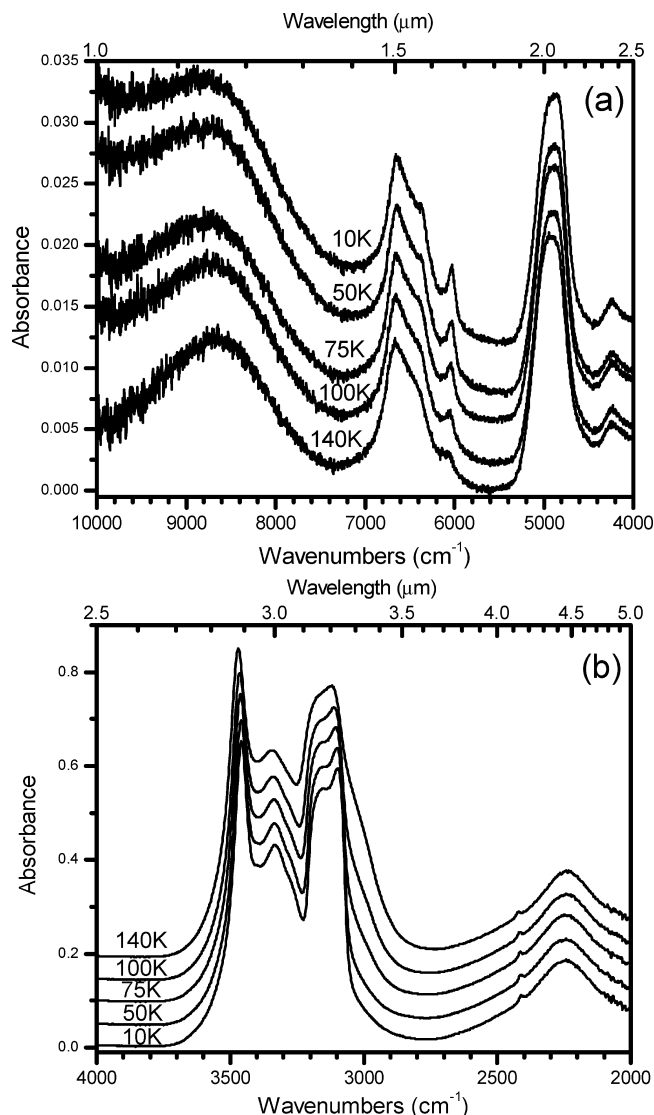 Wavelength (μm)
1.0 1.5 2.0 2.5
(a)
0.035
0.030
0.025
0.020
0.015
0.010
0.005
0.000
Absorbance
10K
50K
75K
100K
140K
10000 9000 8000 7000 6000 5000 4000
Wavenumbers (cm⁻¹)
Wavelength (μm)
2.5 3.0 3.5 4.0 4.5 5.0
(b)
0.8
0.6
0.4
0.2
0.0
Absorbance
140K
100K
75K
50K
10K
4000 3500 3000 2500 2000
Wavenumbers (cm⁻¹)